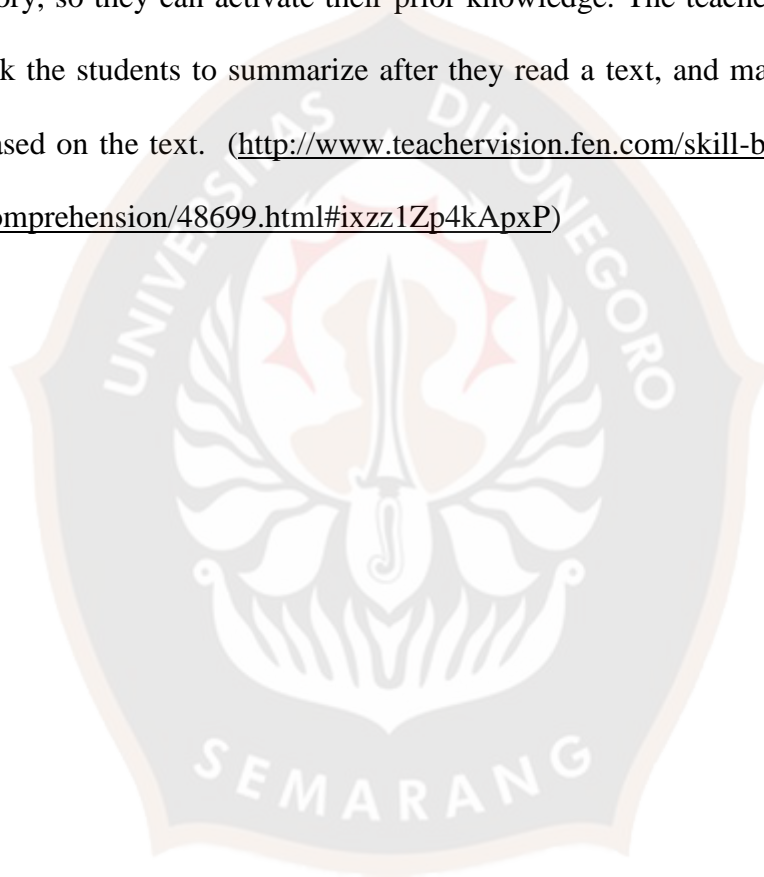 ory, so they can activate their prior knowledge. The teacher
k the students to summarize after they read a text, and ma
ased on the text. (http://www.teachervision.fen.com/skill-b
omprehension/48699.html#ixzz1Zp4kApxP)
UNIVERSITAS DIPONEGORO
SEMARANG